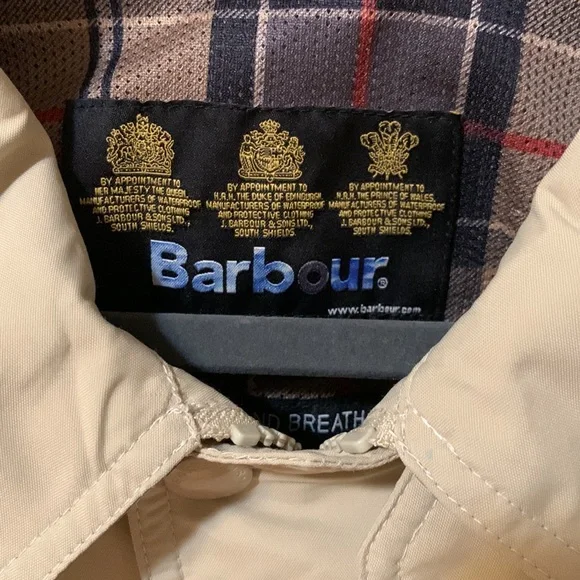 BY APPOINTMENT TO
HER MAJESTY THE QUEEN
MANUFACTURERS OF WATERPROOF
AND PROTECTIVE CLOTHING
J. BARBOUR & SONS LTD.,
SOUTH SHIELDS.
BY APPOINTMENT TO
H.R.H. THE DUKE OF EDINBURGH
MANUFACTURERS OF WATERPROOF
AND PROTECTIVE CLOTHING
J. BARBOUR & SONS LTD.,
SOUTH SHIELDS.
BY APPOINTMENT TO
H.R.H. THE PRINCE OF WALES.
MANUFACTURERS OF WATERPROOF
AND PROTECTIVE CLOTHING
J. BARBOUR & SONS LTD.,
SOUTH SHIELDS.
Barbour®
www.barbour.com
ND BREATH